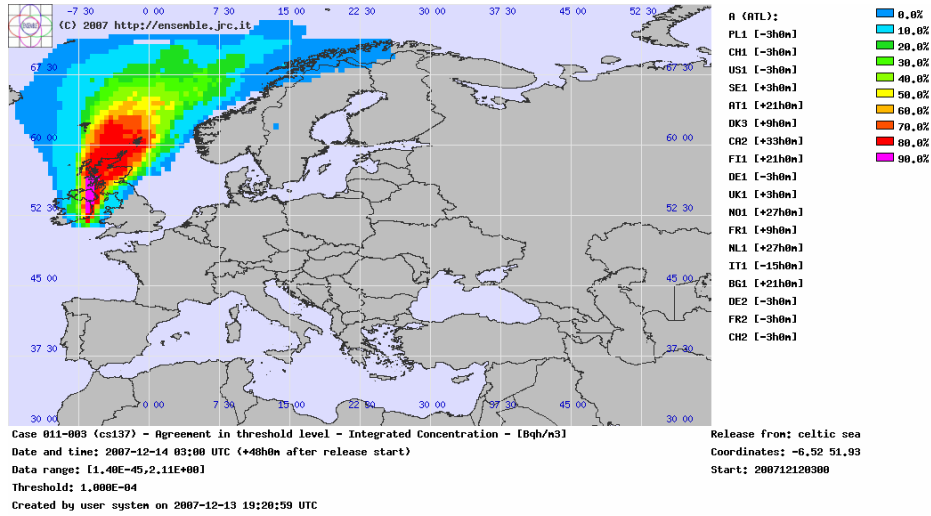 -7 30 0 00 7 30 15 00 22 30 30 00 37 30 45 00 52 30
(C) 2007 http://ensemble.jrc.it
67 30 67 30
60 00 60 00
52 30 52 30
45 00 45 00
37 30 37 30
0 00 7 30 15 00 22 30 30 00 37 30 45 00 52 30
30 00 30 00
A (ATL):
PL1 [-3h0m]
CH1 [-3h0m]
US1 [-3h0m]
SE1 [+3h0m]
AT1 [+21h0m]
DK3 [+9h0m]
CA2 [+33h0m]
FI1 [+21h0m]
DE1 [-3h0m]
UK1 [+3h0m]
NO1 [+27h0m]
FR1 [+9h0m]
NL1 [+27h0m]
IT1 [-15h0m]
BG1 [+21h0m]
DE2 [-3h0m]
FR2 [-3h0m]
CH2 [-3h0m]
0.0%
10.0%
20.0%
30.0%
40.0%
50.0%
60.0%
70.0%
80.0%
90.0%
Case 011-003 (cs137) - Agreement in threshold level - Integrated Concentration - [Bqh/m3]
Date and time: 2007-12-14 03:00 UTC (+48h0m after release start)
Data range: [1.40E-45,2.11E+00]
Threshold: 1.000E-04
Created by user system on 2007-12-13 19:20:59 UTC
Release from: celtic sea
Coordinates: -6.52 51.93
Start: 200712120300